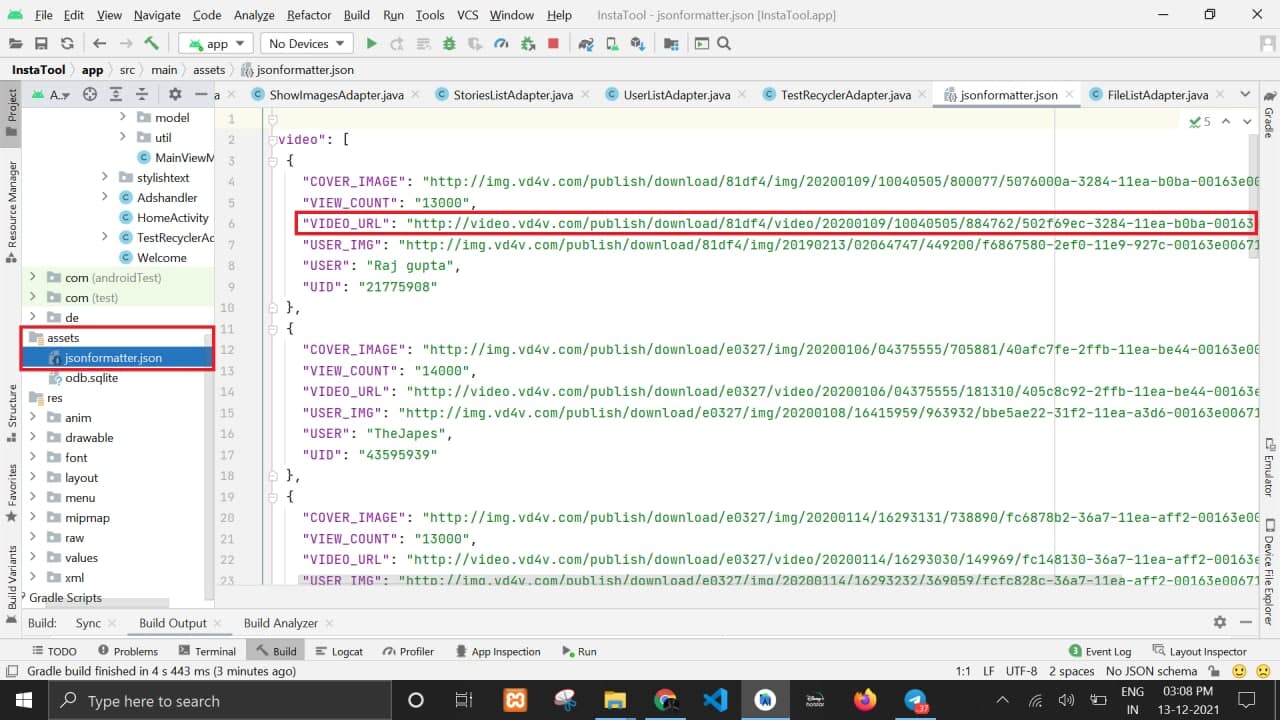 File Edit View Navigate Code Analyze Refactor Build Run Tools VCS Window Help InstaTool - jsonformatter.json [InstaTool.app]
app No Devices
InstaTool app src main assets jsonformatter.json
Project A.. a ShowImagesAdapter.java StoriesListAdapter.java UserListAdapter.java TestRecyclerAdapter.java jsonformatter.json FileListAdapter.java Gradle
model
util
MainViewM
stylishtext
Adshandler
HomeActivity
TestRecyclerAc
Welcome
com (androidTest)
com (test)
de
assets
jsonformatter.json
odb.sqlite
res
anim
drawable
font
layout
menu
mipmap
raw
values
xml
Gradle Scripts
Resource Manager
Structure
Favorites
Build Variants
1 5
2 video": [
3 {
4 "COVER_IMAGE": "http://img.vd4v.com/publish/download/81df4/img/20200109/10040505/800077/5076000a-3284-11ea-b0ba-00163e00
5 "VIEW_COUNT": "13000",
6 "VIDEO_URL": "http://video.vd4v.com/publish/download/81df4/video/20200109/10040505/884762/502f69ec-3284-11ea-b0ba-00163
7 "USER_IMG": "http://img.vd4v.com/publish/download/81df4/img/20190213/02064747/449200/f6867580-2ef0-11e9-927c-00163e00671
8 "USER": "Raj gupta",
9 "UID": "21775908"
10 },
11 {
12 "COVER_IMAGE": "http://img.vd4v.com/publish/download/e0327/img/20200106/04375555/705881/40afc7fe-2ffb-11ea-be44-00163e00
13 "VIEW_COUNT": "14000",
14 "VIDEO_URL": "http://video.vd4v.com/publish/download/e0327/video/20200106/04375555/181310/405c8c92-2ffb-11ea-be44-00163e
15 "USER_IMG": "http://img.vd4v.com/publish/download/e0327/img/20200108/16415959/963932/bbe5ae22-31f2-11ea-a3d6-00163e00671
16 "USER": "TheJapes",
17 "UID": "43595939"
18 },
19 {
20 "COVER_IMAGE": "http://img.vd4v.com/publish/download/e0327/img/20200114/16293131/738890/fc6878b2-36a7-11ea-aff2-00163e00
21 "VIEW_COUNT": "13000",
22 "VIDEO_URL": "http://video.vd4v.com/publish/download/e0327/video/20200114/16293030/149969/fc148130-36a7-11ea-aff2-00163e
23 "USER_IMG": "http://img.vd4v.com/publish/download/e0327/img/20200114/16293232/369059/fcfc828c-36a7-11ea-aff2-00163e00671
Emulator
Device File Explorer
Build: Sync Build Output Build Analyzer
TODO Problems Terminal Build Logcat Profiler App Inspection Run 3 Event Log Layout Inspector
Gradle build finished in 4 s 443 ms (3 minutes ago) 1:1 LF UTF-8 2 spaces No JSON schema
Type here to search
37
ENG
IN
03:08 PM
13-12-2021